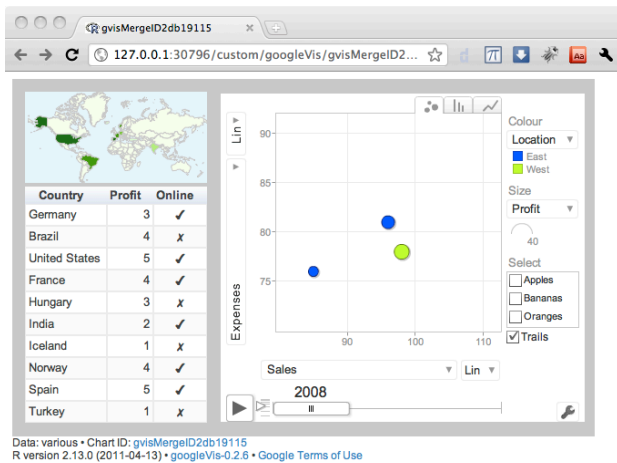 gvisMergeID2db19115
127.0.0.1:30796/custom/googleVis/gvisMergeID2...
d π Aa
Country Profit Online
Germany 3 ✓
Brazil 4 ✗
United States 5 ✓
France 4 ✓
Hungary 3 ✗
India 2 ✓
Iceland 1 ✗
Norway 4 ✓
Spain 5 ✓
Turkey 1 ✗
Lin
Expenses
90
85
80
75
90 100 110
Sales Lin
2008
Colour
Location
East
West
Size
Profit
40
Select
Apples
Bananas
Oranges
Trails
Data: various • Chart ID: gvisMergeID2db19115
R version 2.13.0 (2011-04-13) • googleVis-0.2.6 • Google Terms of Use